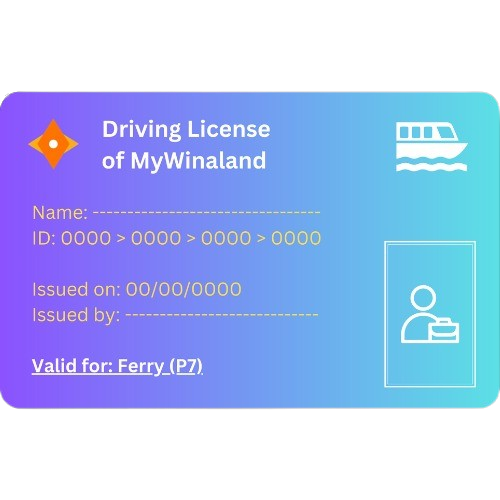 Driving License
of MyWinaland
Name: ---------------------------------
ID: 0000 > 0000 > 0000 > 0000
Issued on: 00/00/0000
Issued by: ----------------------------
Valid for: Ferry (P7)